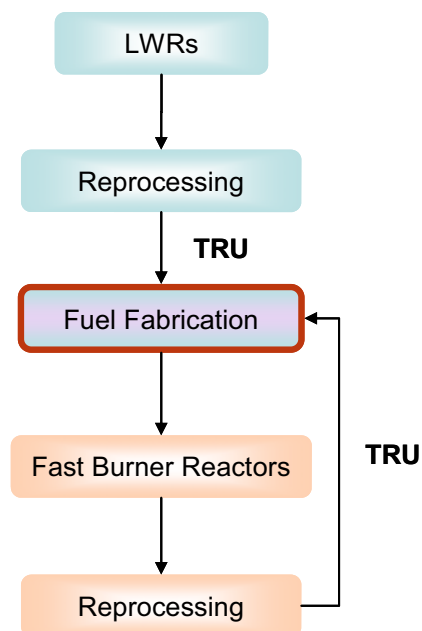 LWRs
Reprocessing
TRU
Fuel Fabrication
Fast Burner Reactors
TRU
Reprocessing